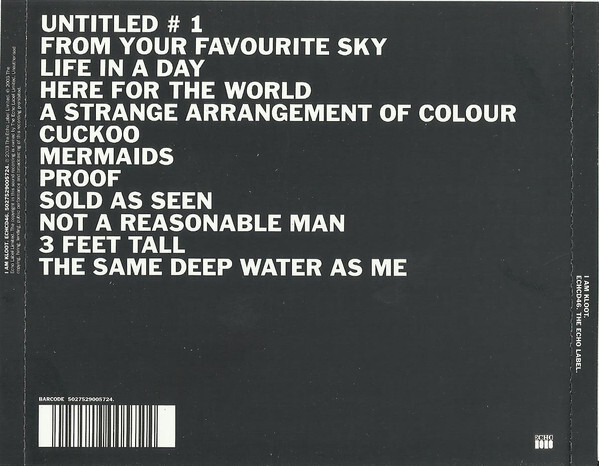 UNTITLED # 1
FROM YOUR FAVOURITE SKY
LIFE IN A DAY
HERE FOR THE WORLD
A STRANGE ARRANGEMENT OF COLOUR
CUCKOO
MERMAIDS
PROOF
SOLD AS SEEN
NOT A REASONABLE MAN
3 FEET TALL
THE SAME DEEP WATER AS ME
BARCODE 5027529005724.
ECHO
I AM KLOOT.
ECHCD46. THE ECHO LABEL.
I AM KLOOT. ECHCD46. 5027529005724.